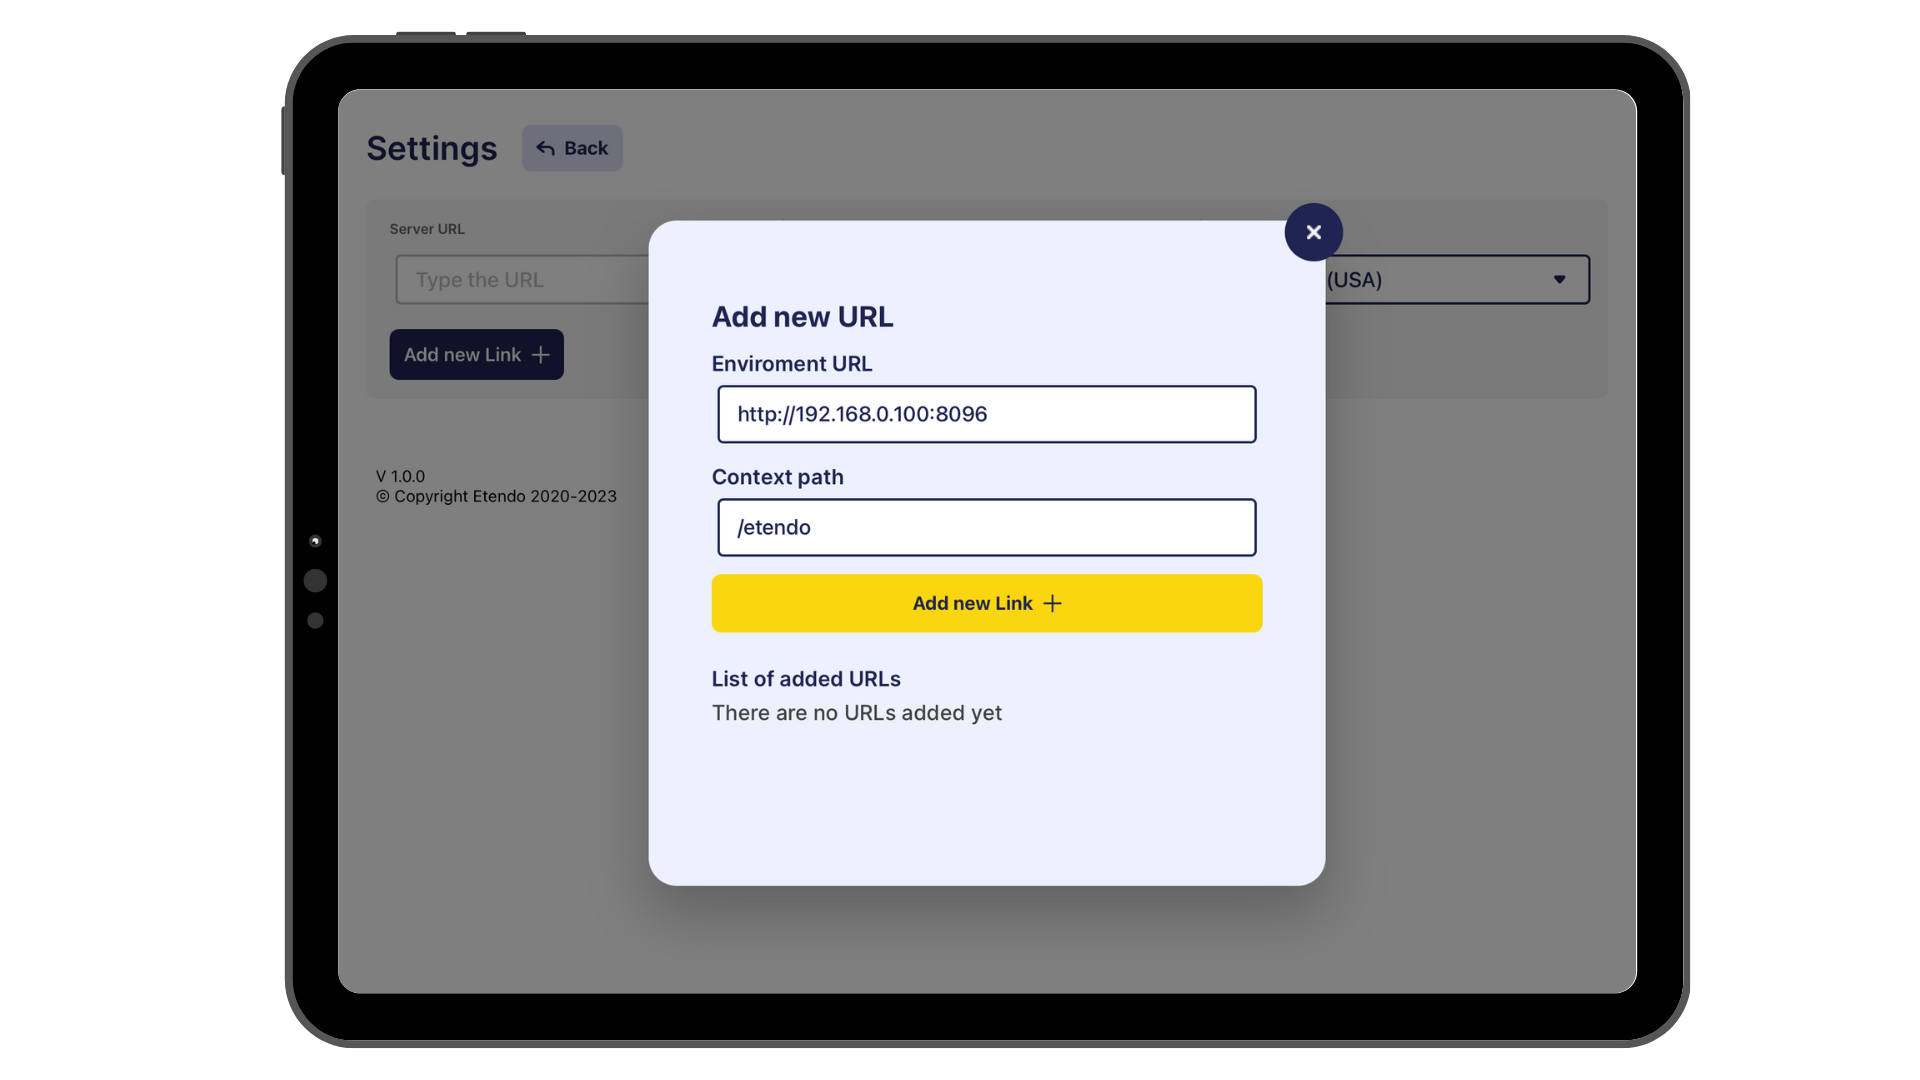 Settings
Back
Server URL
Type the URL
(USA)
Add new Link
V 1.0.0
© Copyright Etendo 2020-2023
Add new URL
Enviroment URL
http://192.168.0.100:8096
Context path
/etendo
Add new Link
List of added URLs
There are no URLs added yet